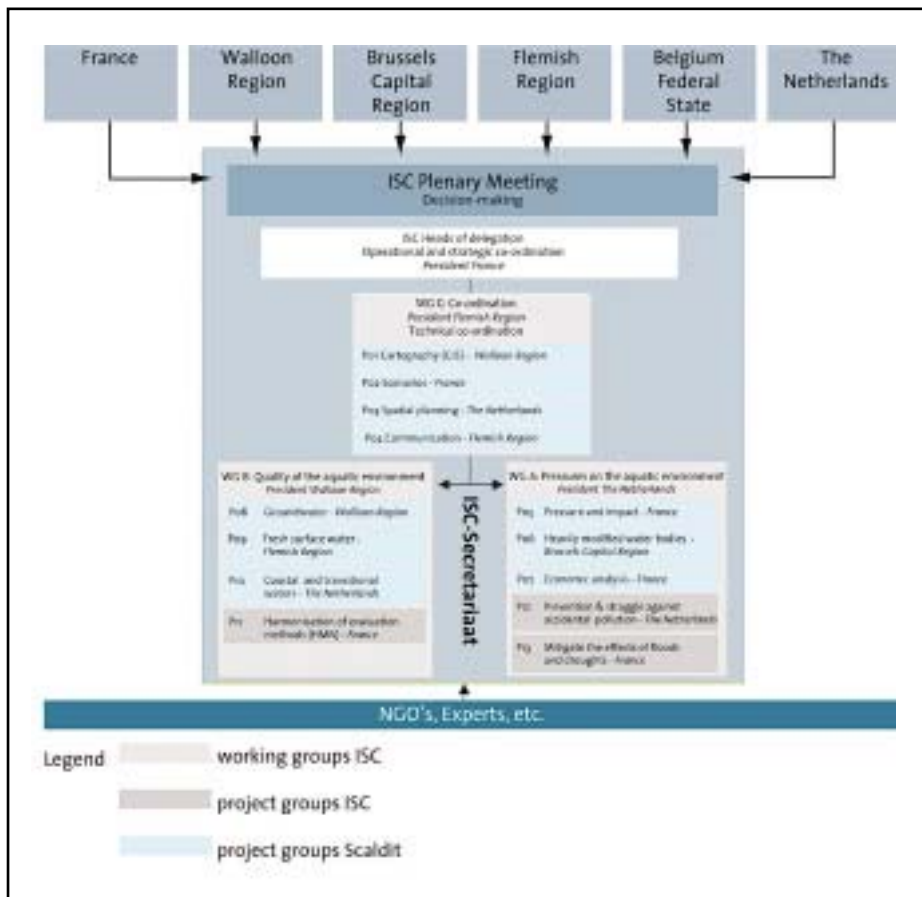 France
Walloon
Region
Brussels
Capital
Region
Flemish
Region
Belgium
Federal
State
The
Netherlands
ISC Plenary Meeting
Decision-making
ISC Heads of delegation
Operational and strategic co-ordination
President France
Co-ordination
President Flemish Region
Technical co-ordination
Cartography (GIS) - Walloon Region
France
Spatial planning - The Netherlands
Communication - Flemish Region
WG B: Quality of the aquatic environment
President Walloon Region
Groundwater - Walloon Region
Fresh surface water -
Flemish Region
Coastal and transitional
waters - The Netherlands
Harmonisation of evaluation
methods (HMA) - France
ISC-Secretariaat
WG A: Pressures on the aquatic environment
President The Netherlands
Pressure and impact - France
Heavily modified water bodies -
Brussels Capital Region
Economic analysis - France
Prevention & struggle against
accidental pollution - The Netherlands
Mitigate the effects of floods
and droughts - France
NGO's, Experts, etc.
Legend
working groups ISC
project groups ISC
project groups Scaldit